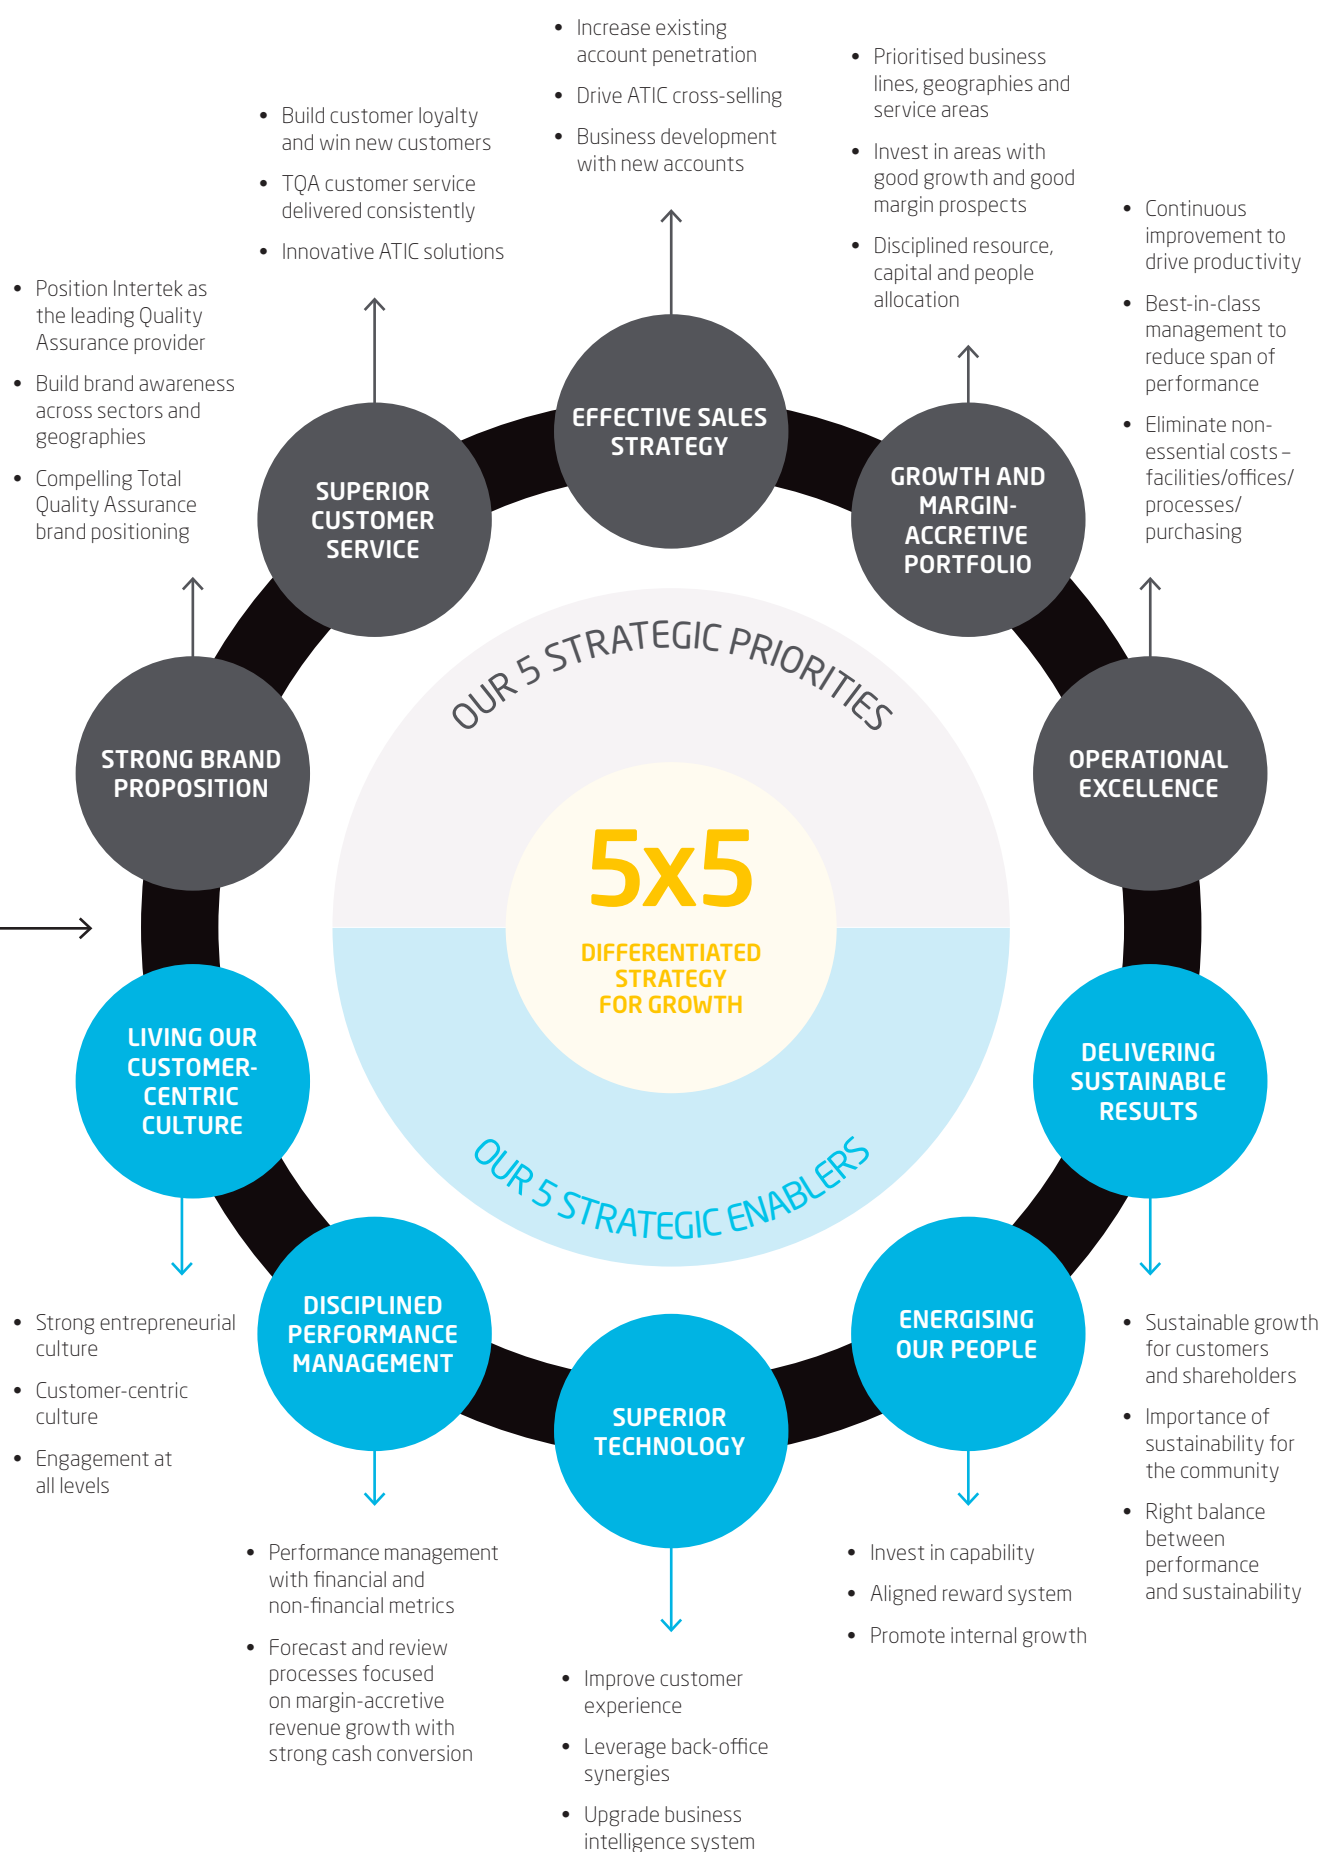 • Increase existing
account penetration
• Drive ATIC cross-selling
• Business development
with new accounts
• Prioritised business
lines, geographies and
service areas
• Invest in areas with
good growth and good
margin prospects
• Disciplined resource,
capital and people
allocation
• Build customer loyalty
and win new customers
• TQA customer service
delivered consistently
• Innovative ATIC solutions
• Continuous
improvement to
drive productivity
• Best-in-class
management to
reduce span of
performance
• Eliminate non-
essential costs –
facilities/offices/
processes/
purchasing
• Position Intertek as
the leading Quality
Assurance provider
• Build brand awareness
across sectors and
geographies
• Compelling Total
Quality Assurance
brand positioning
EFFECTIVE SALES
STRATEGY
SUPERIOR
CUSTOMER
SERVICE
GROWTH AND
MARGIN-
ACCRETIVE
PORTFOLIO
STRONG BRAND
PROPOSITION
OPERATIONAL
EXCELLENCE
OUR 5 STRATEGIC PRIORITIES
5x5
DIFFERENTIATED
STRATEGY
FOR GROWTH
OUR 5 STRATEGIC ENABLERS
LIVING OUR
CUSTOMER-
CENTRIC
CULTURE
DELIVERING
SUSTAINABLE
RESULTS
DISCIPLINED
PERFORMANCE
MANAGEMENT
ENERGISING
OUR PEOPLE
SUPERIOR
TECHNOLOGY
• Strong entrepreneurial
culture
• Customer-centric
culture
• Engagement at
all levels
• Performance management
with financial and
non-financial metrics
• Forecast and review
processes focused
on margin-accretive
revenue growth with
strong cash conversion
• Improve customer
experience
• Leverage back-office
synergies
• Upgrade business
intelligence system
• Invest in capability
• Aligned reward system
• Promote internal growth
• Sustainable growth
for customers
and shareholders
• Importance of
sustainability for
the community
• Right balance
between
performance
and sustainability